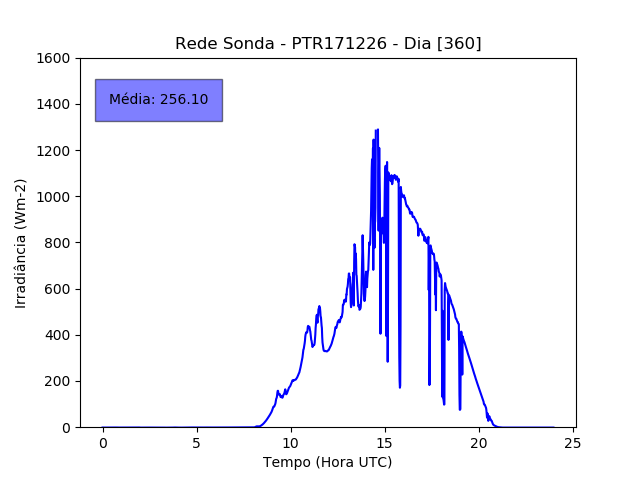 Rede Sonda - PTR171226 - Dia [360]
1600
1400
1200
1000
800
600
400
200
0
Irradiância (Wm-2)
Média: 256.10
0 5 10 15 20 25
Tempo (Hora UTC)